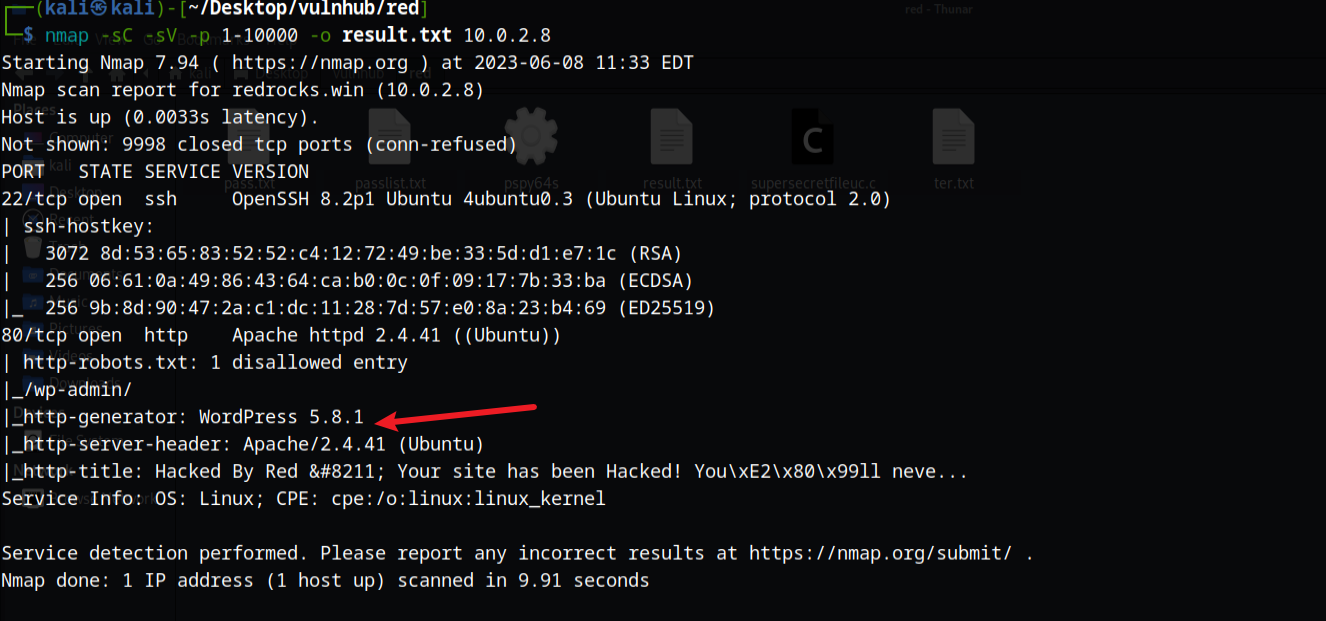 red - Thunar
┌──(kali㉿kali)-[~/Desktop/vulnhub/red]
└─$ nmap -sC -sV -p 1-10000 -o result.txt 10.0.2.8
Starting Nmap 7.94 ( https://nmap.org ) at 2023-06-08 11:33 EDT
Nmap scan report for redrocks.win (10.0.2.8)
Host is up (0.0033s latency).
Not shown: 9998 closed tcp ports (conn-refused)
PORT   STATE SERVICE VERSION
pass.txt passlist.txt pspy64s result.txt supersecretfileuc.c ter.txt
22/tcp open  ssh     OpenSSH 8.2p1 Ubuntu 4ubuntu0.3 (Ubuntu Linux; protocol 2.0)
| ssh-hostkey:
|   3072 8d:53:65:83:52:52:c4:12:72:49:be:33:5d:d1:e7:1c (RSA)
|   256 06:61:0a:49:86:43:64:ca:b0:0c:0f:09:17:7b:33:ba (ECDSA)
|_  256 9b:8d:90:47:2a:c1:dc:11:28:7d:57:e0:8a:23:b4:69 (ED25519)
80/tcp open  http    Apache httpd 2.4.41 ((Ubuntu))
| http-robots.txt: 1 disallowed entry
|_/wp-admin/
|_http-generator: WordPress 5.8.1
|_http-server-header: Apache/2.4.41 (Ubuntu)
|_http-title: Hacked By Red &#8211; Your site has been Hacked! You\xE2\x80\x99ll neve...
Service Info: OS: Linux; CPE: cpe:/o:linux:linux_kernel
Service detection performed. Please report any incorrect results at https://nmap.org/submit/ .
Nmap done: 1 IP address (1 host up) scanned in 9.91 seconds